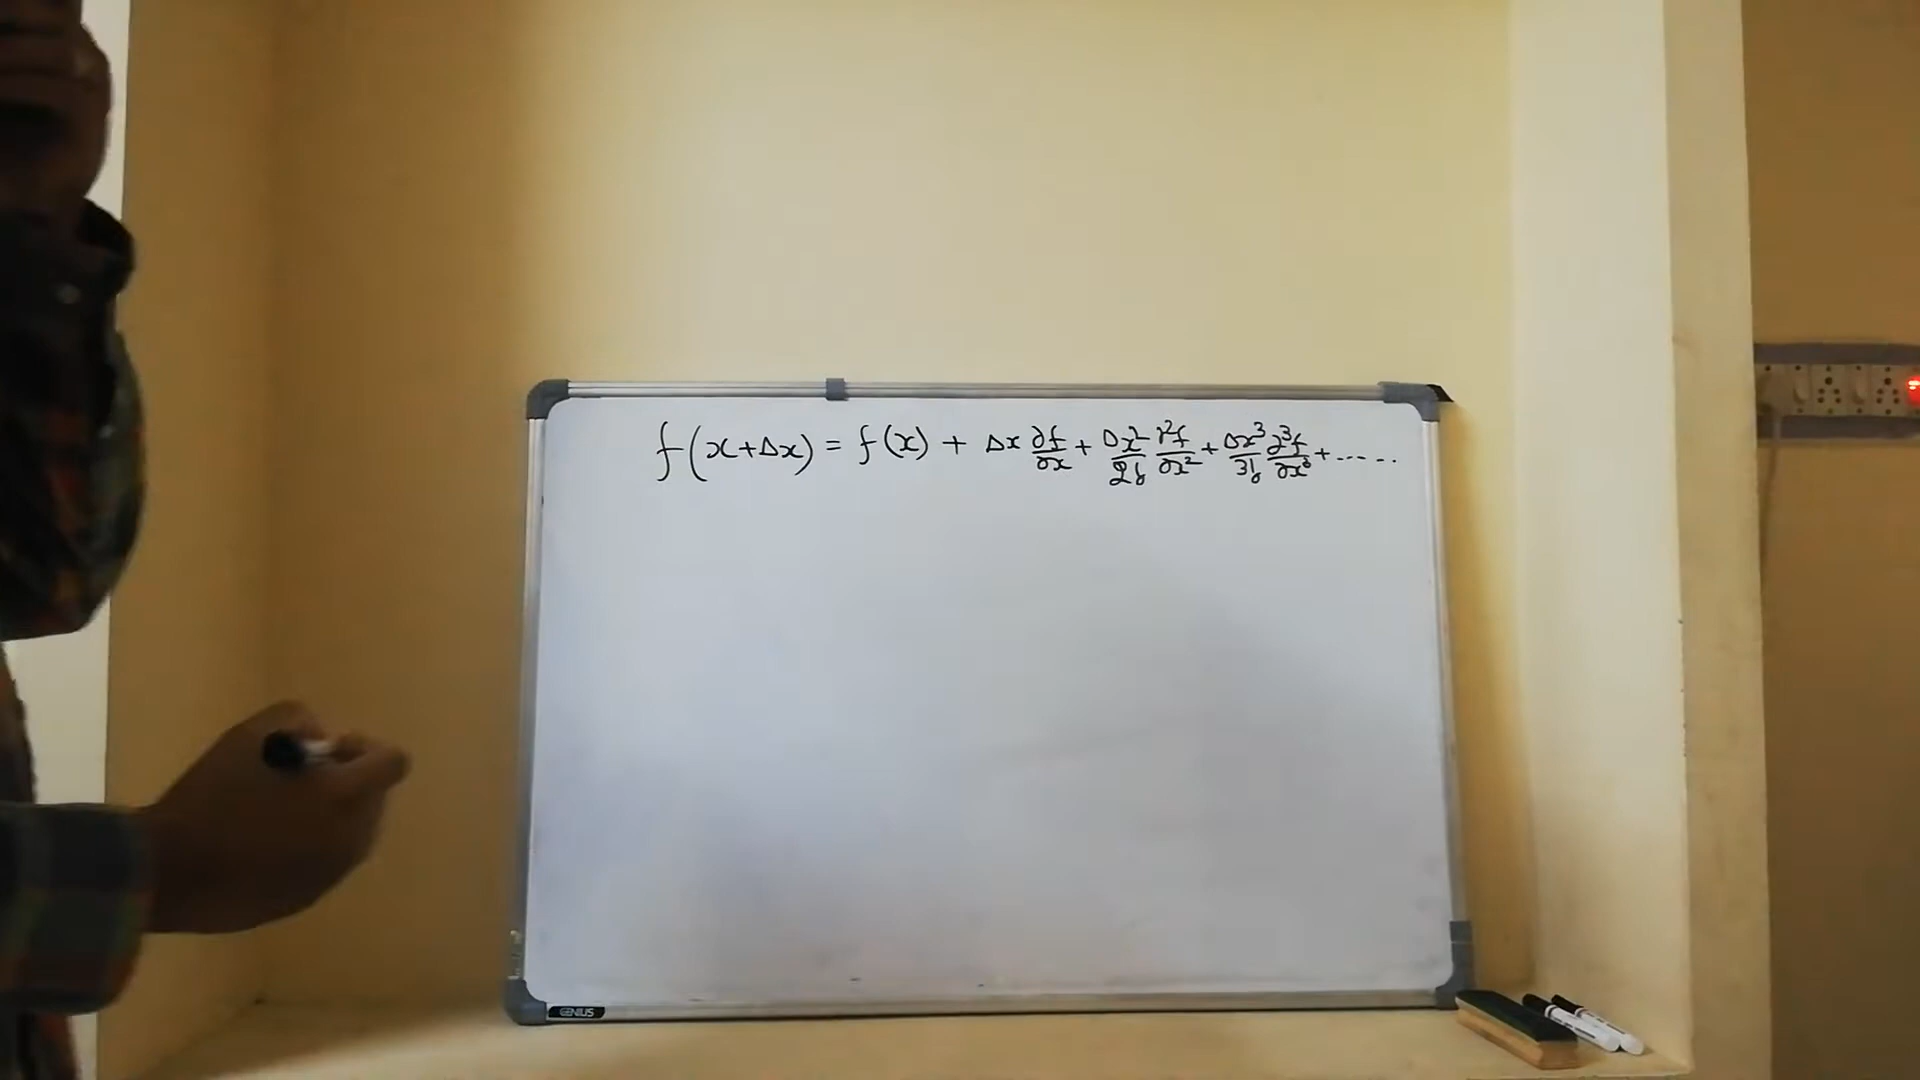 f(x+Δx) = f(x) + Δx ∂f/∂x + Δx²/2! ∂²f/∂x² + Δx³/3! ∂³f/∂x³ + ......
GENIUS